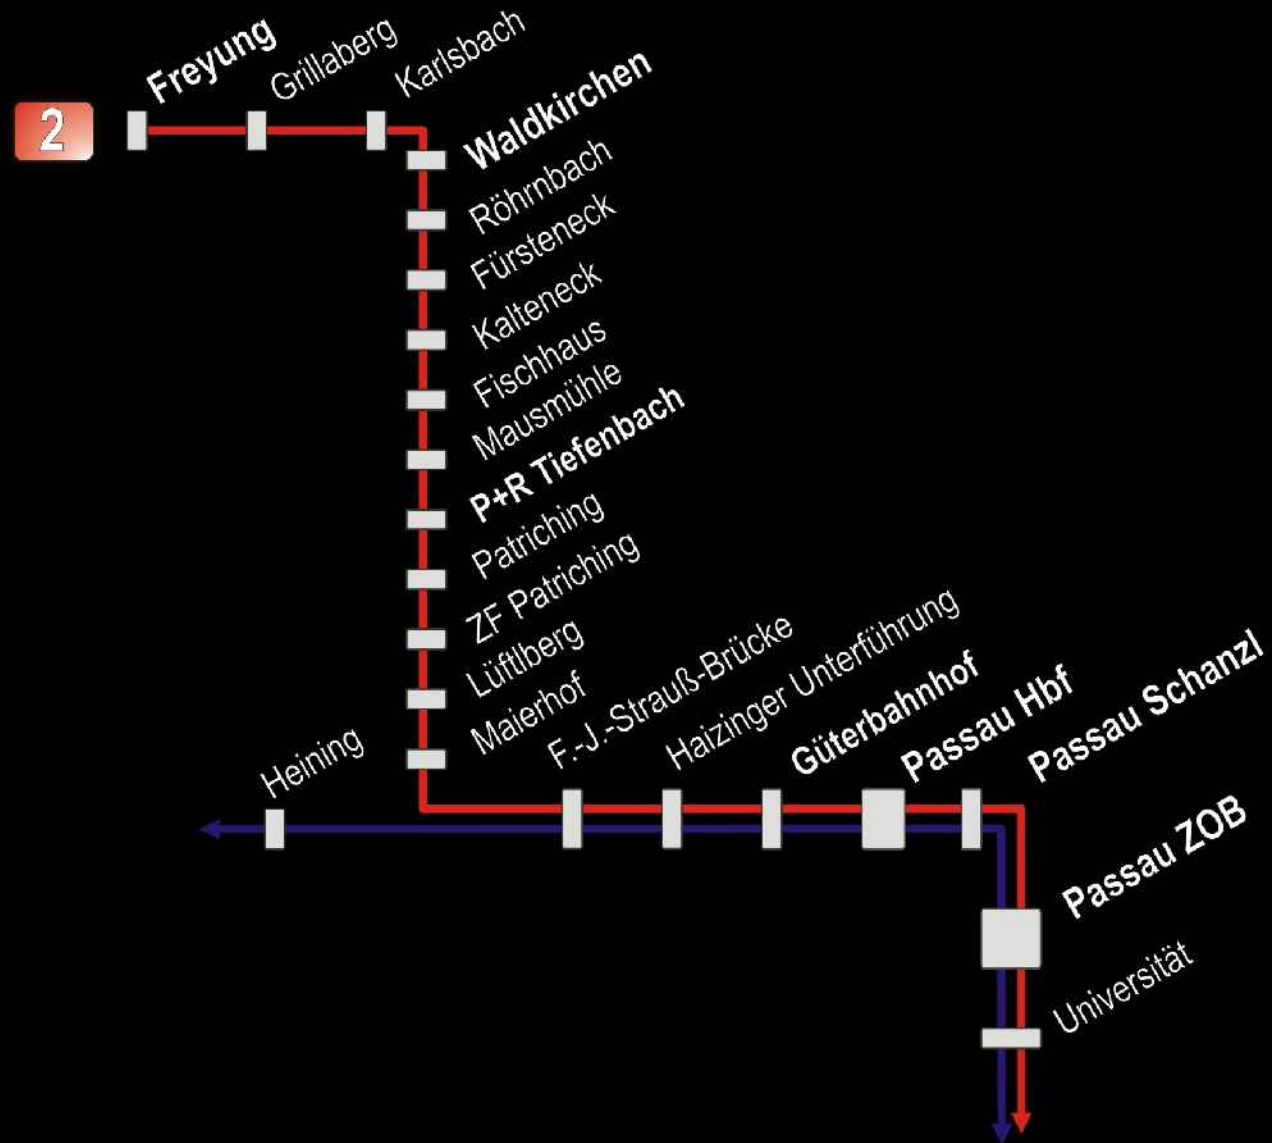 2
Freyung
Grillaberg
Karlsbach
Waldkirchen
Röhrnbach
Fürsteneck
Kalteneck
Fischhaus
Mausmühle
P+R Tiefenbach
Patriching
ZF Patriching
Lüftlberg
Maierhof
Heining
F.-J.-Strauß-Brücke
Haizinger Unterführung
Güterbahnhof
Passau Hbf
Passau Schanzl
Passau ZOB
Universität